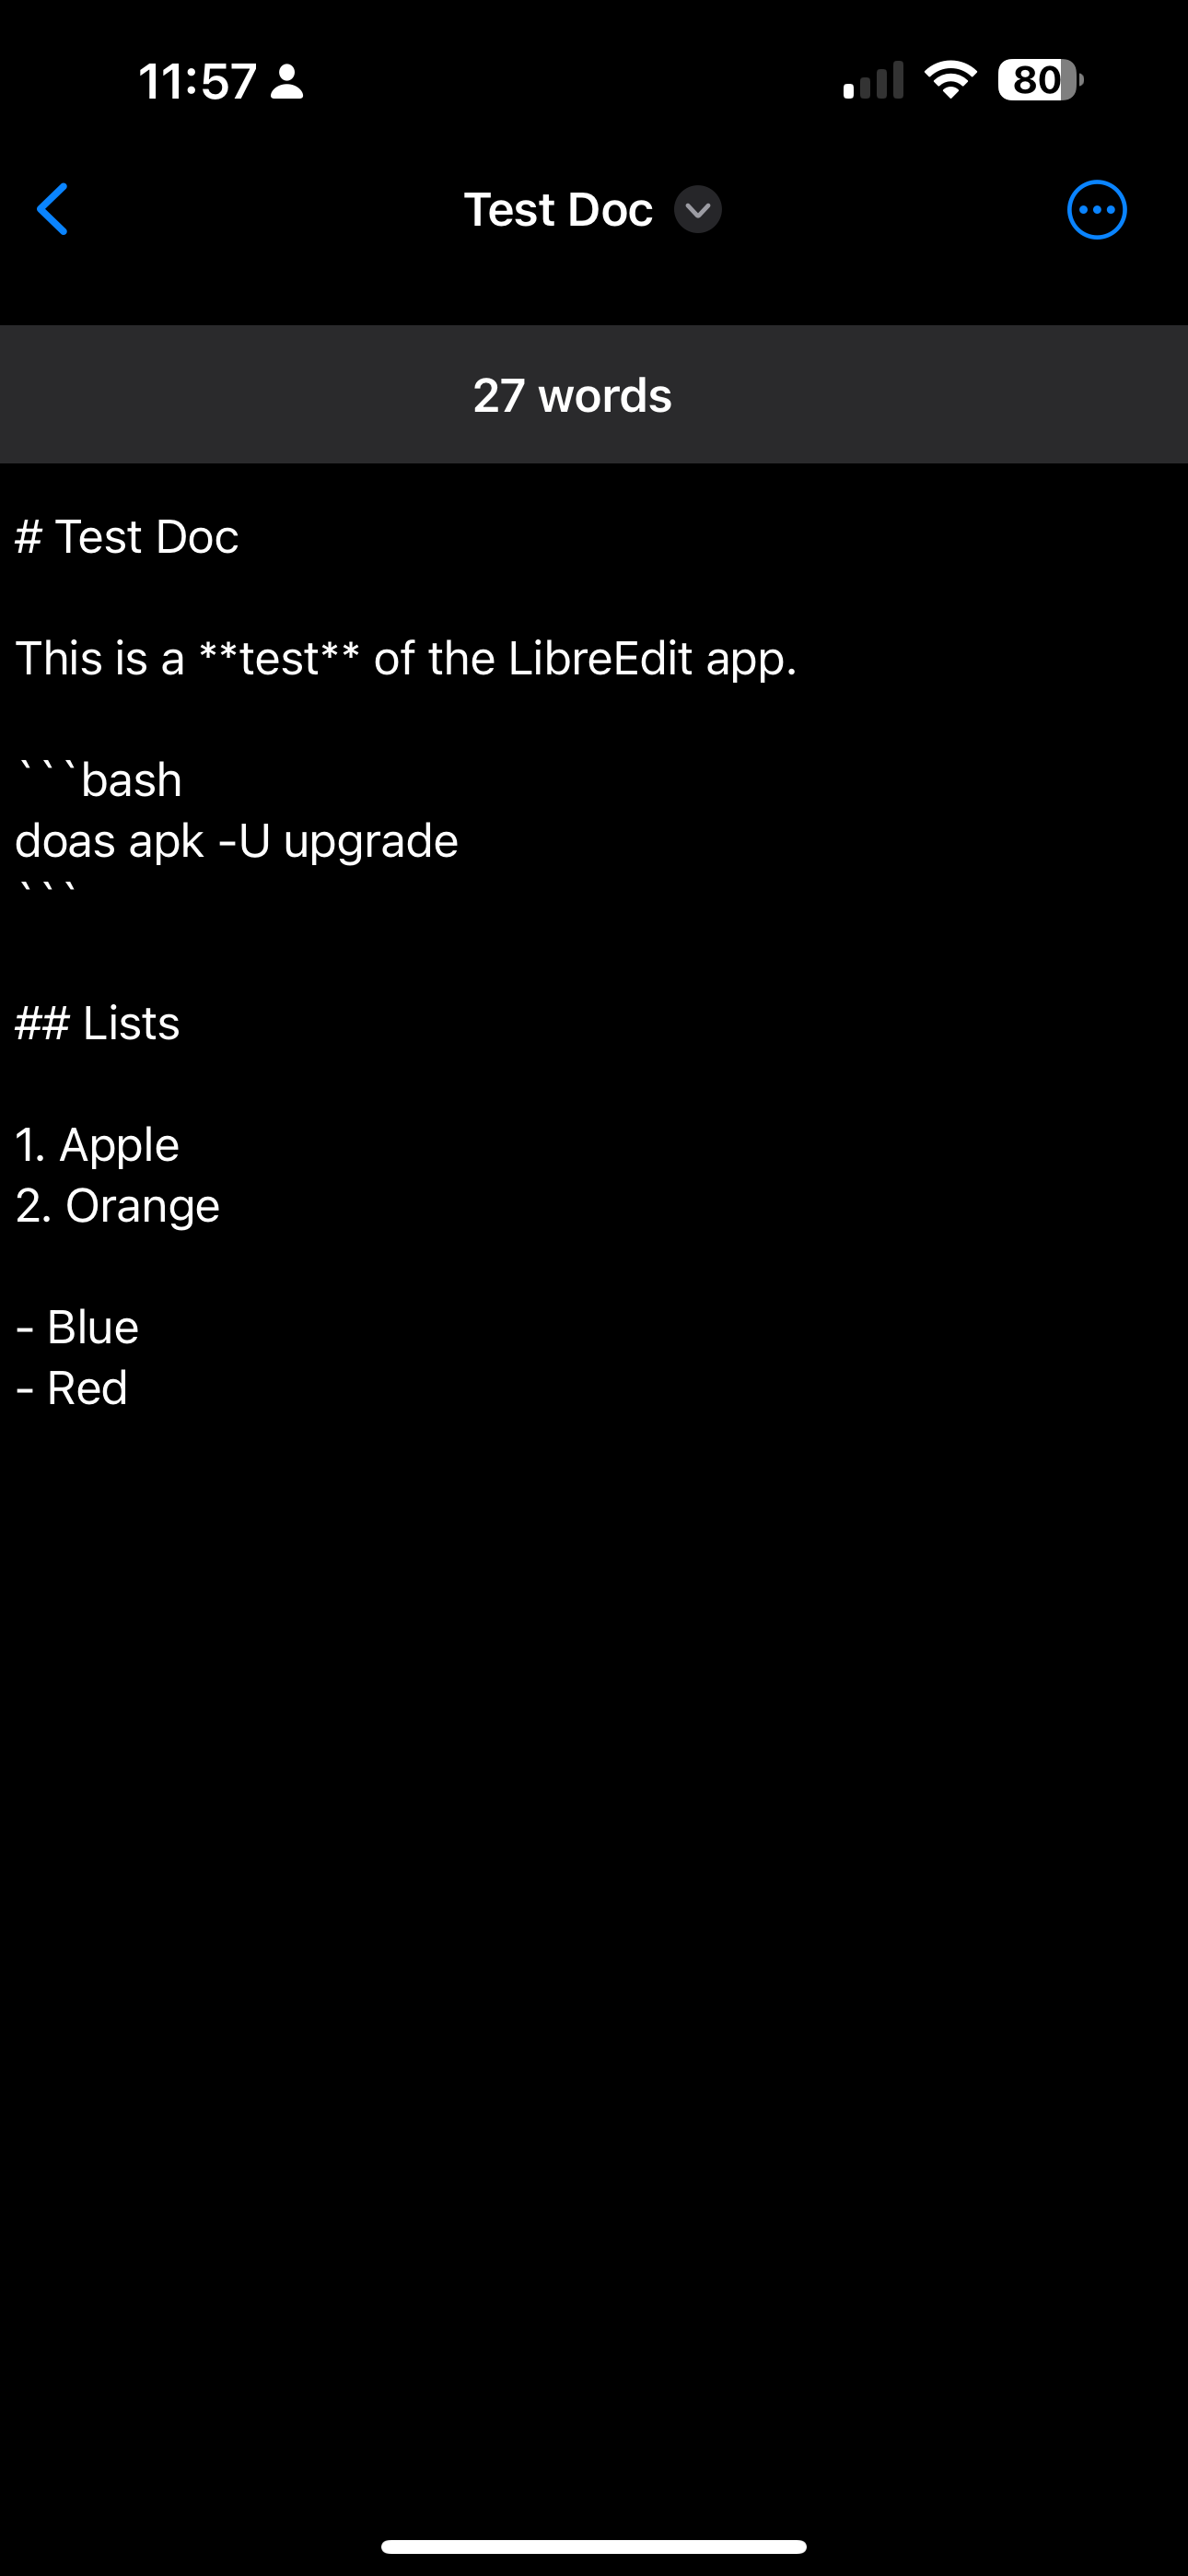 11:57
80
Test Doc
27 words
# Test Doc
This is a **test** of the LibreEdit app.
```bash
doas apk -U upgrade
```
## Lists
1. Apple
2. Orange
- Blue
- Red